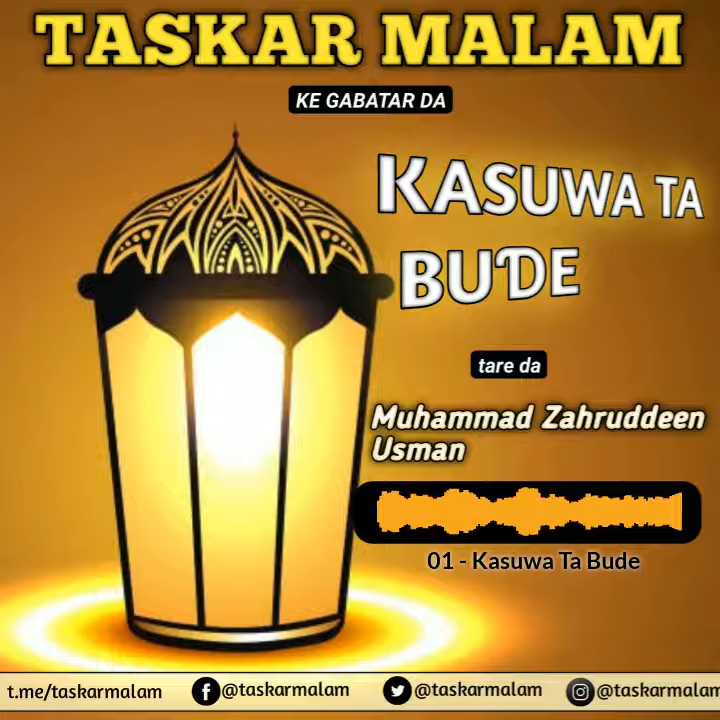 TASKAR MALAM
KE GABATAR DA
KASUWA TA
BUƊE
tare da
Muhammad Zahruddeen
Usman
01 - Kasuwa Ta Bude
t.me/taskarmalam @taskarmalam @taskarmalam @taskarmalam